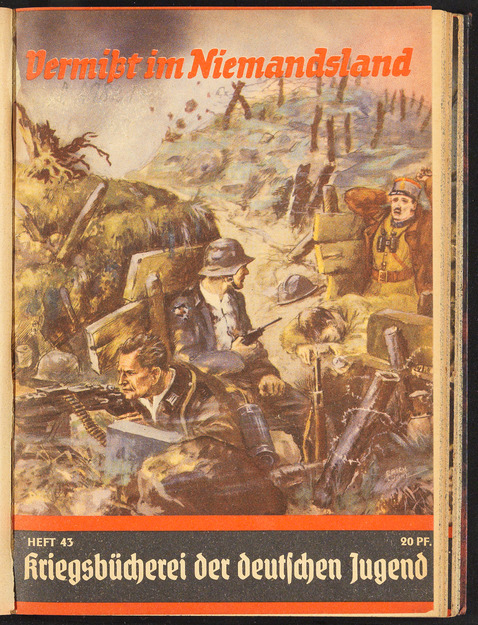 Vermißt im Niemandsland
HEFT 43
20 PF.
Kriegsbücherei der deutschen Jugend